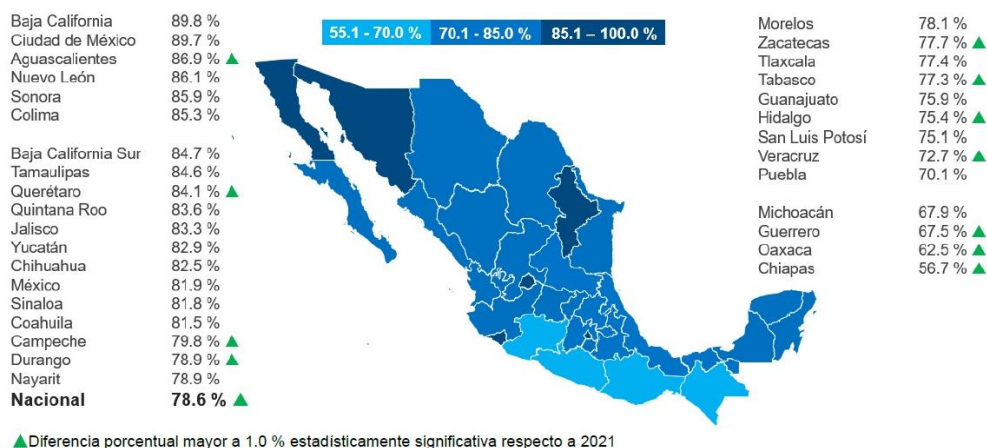 Baja California 89.8 %
Ciudad de México 89.7 %
Aguascalientes 86.9 % ▲
Nuevo León 86.1 %
Sonora 85.9 %
Colima 85.3 %
Baja California Sur 84.7 %
Tamaulipas 84.6 %
Querétaro 84.1 % ▲
Quintana Roo 83.6 %
Jalisco 83.3 %
Yucatán 82.9 %
Chihuahua 82.5 %
México 81.9 %
Sinaloa 81.8 %
Coahuila 81.5 %
Campeche 79.8 % ▲
Durango 78.9 % ▲
Nayarit 78.9 %
Nacional 78.6 % ▲
55.1 - 70.0 % 70.1 - 85.0 % 85.1 – 100.0 %
Morelos 78.1 %
Zacatecas 77.7 % ▲
Tlaxcala 77.4 %
Tabasco 77.3 % ▲
Guanajuato 75.9 %
Hidalgo 75.4 % ▲
San Luis Potosí 75.1 %
Veracruz 72.7 % ▲
Puebla 70.1 %
Michoacán 67.9 %
Guerrero 67.5 % ▲
Oaxaca 62.5 % ▲
Chiapas 56.7 % ▲
▲Diferencia porcentual mayor a 1.0 % estadísticamente significativa respecto a 2021